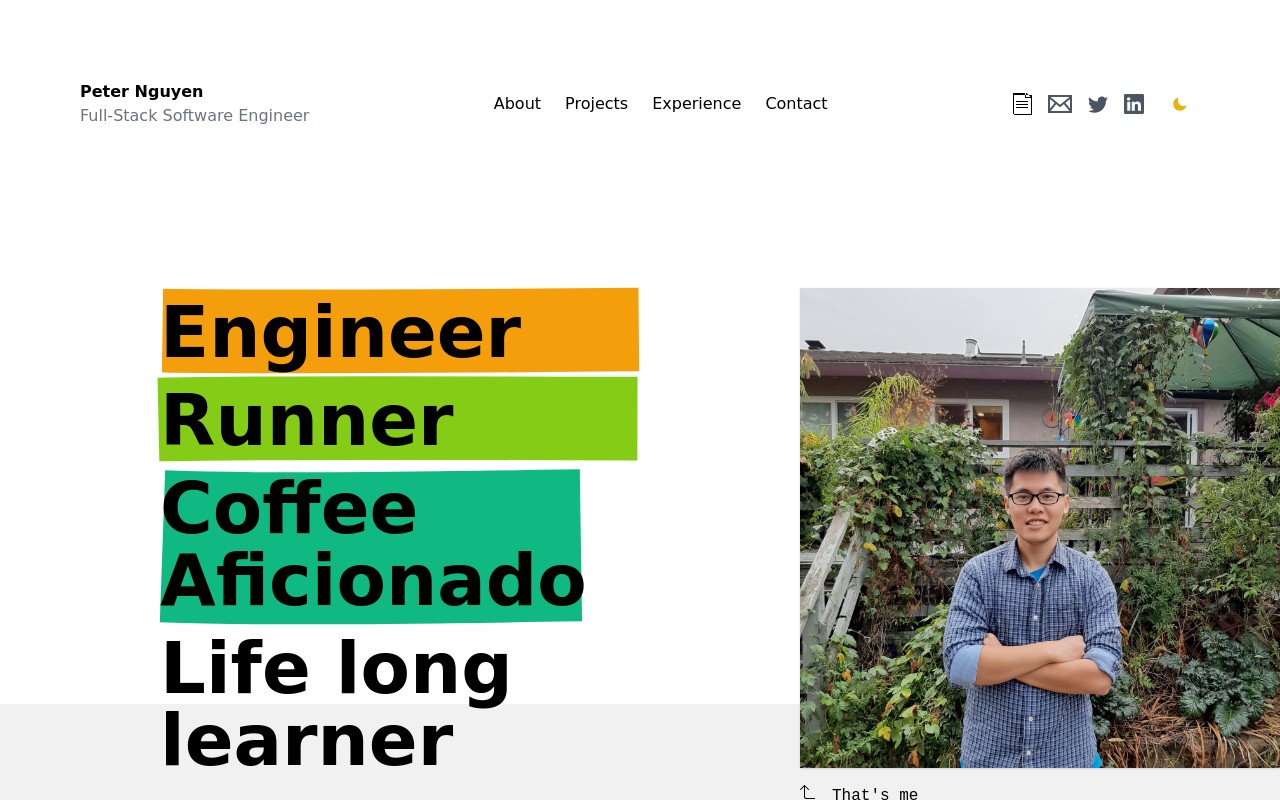 Peter Nguyen
Full-Stack Software Engineer
About Projects Experience Contact
Engineer
Runner
Coffee
Aficionado
Life long
learner
That's me